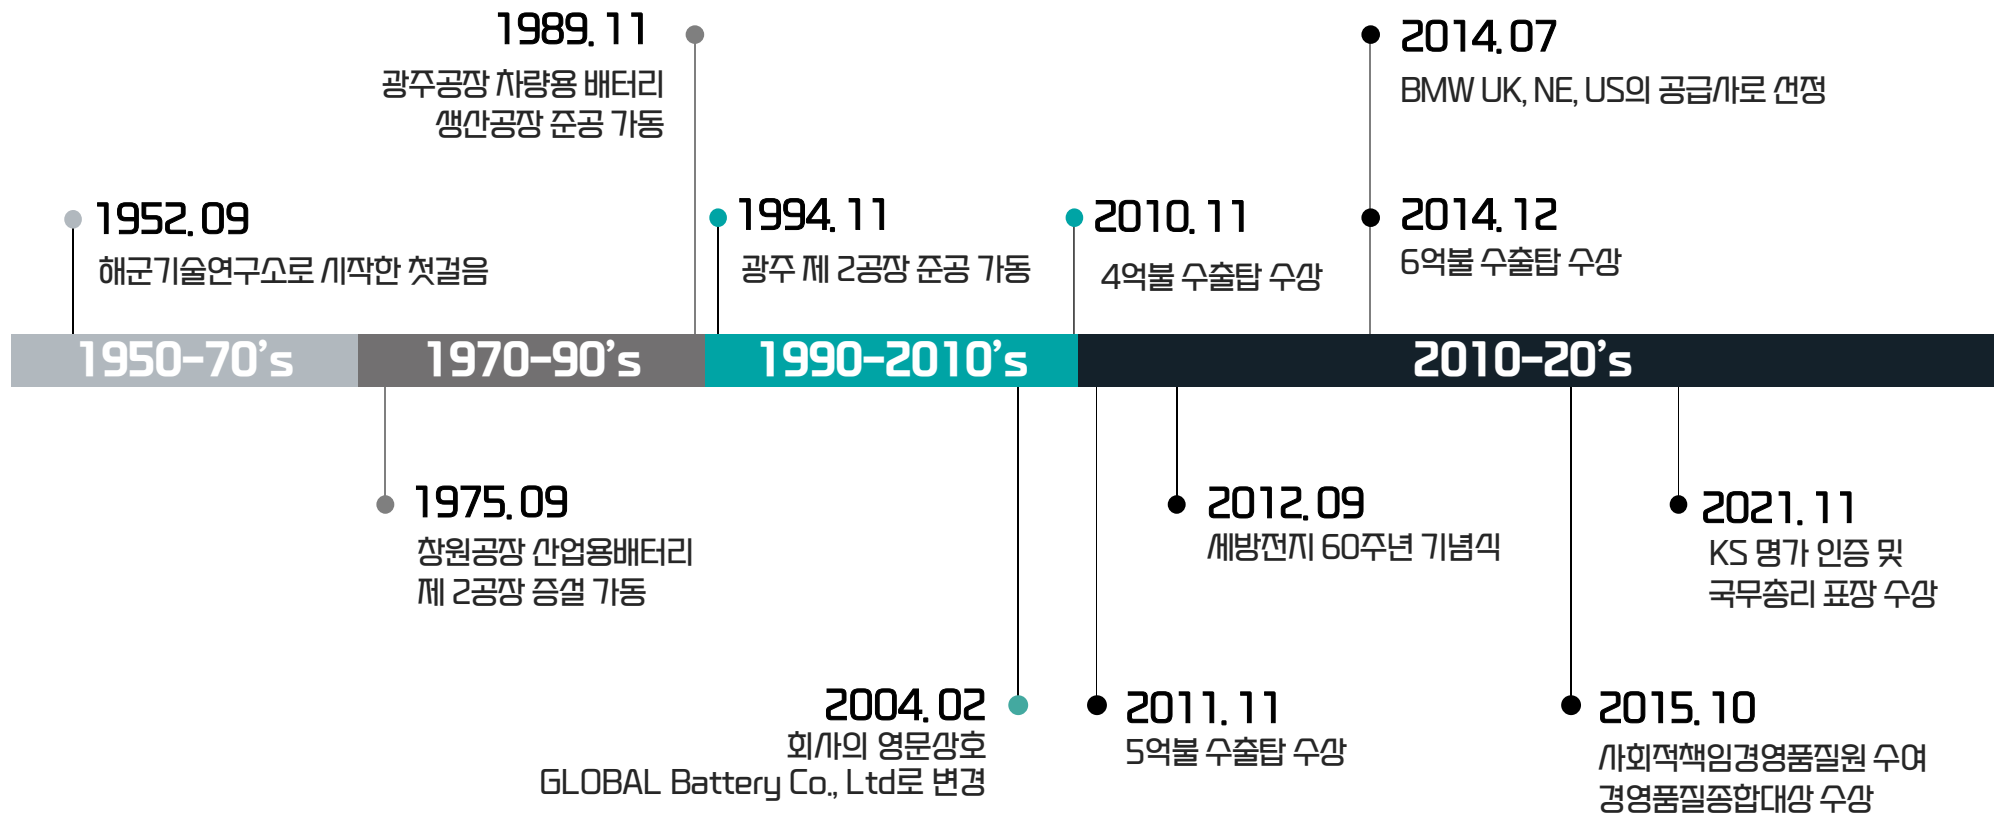 1989. 11
광주공장 차량용 배터리
생산공장 준공 가동
2014. 07
BMW UK, NE, US의 공급사로 선정
1952. 09
해군기술연구소로 시작한 첫걸음
1994. 11
광주 제 2공장 준공 가동
2010. 11
4억불 수출탑 수상
2014. 12
6억불 수출탑 수상
1950-70's
1970-90's
1990-2010's
2010-20's
1975. 09
창원공장 산업용배터리
제 2공장 증설 가동
2012. 09
세방전지 60주년 기념식
2021. 11
KS 명가 인증 및
국무총리 표장 수상
2004. 02
회사의 영문상호
GLOBAL Battery Co., Ltd로 변경
2011. 11
5억불 수출탑 수상
2015. 10
사회적책임경영품질원 수여
경영품질종합대상 수상